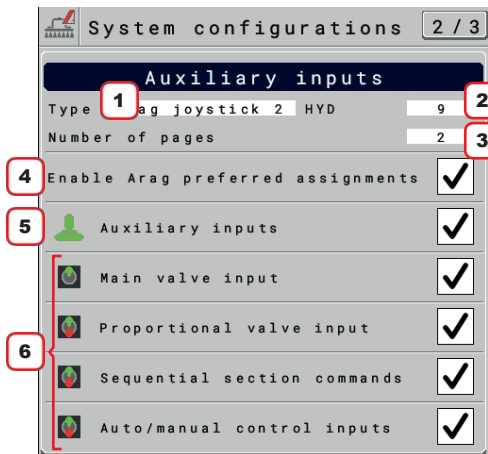 System configurations 2 / 3
Auxiliary inputs
Type 1 ag joystick 2 HYD 9 2
Number of pages 2 3
4 Enable Arag preferred assignments
5 Auxiliary inputs
Main valve input
Proportional valve input
6
Sequential section commands
Auto/manual control inputs